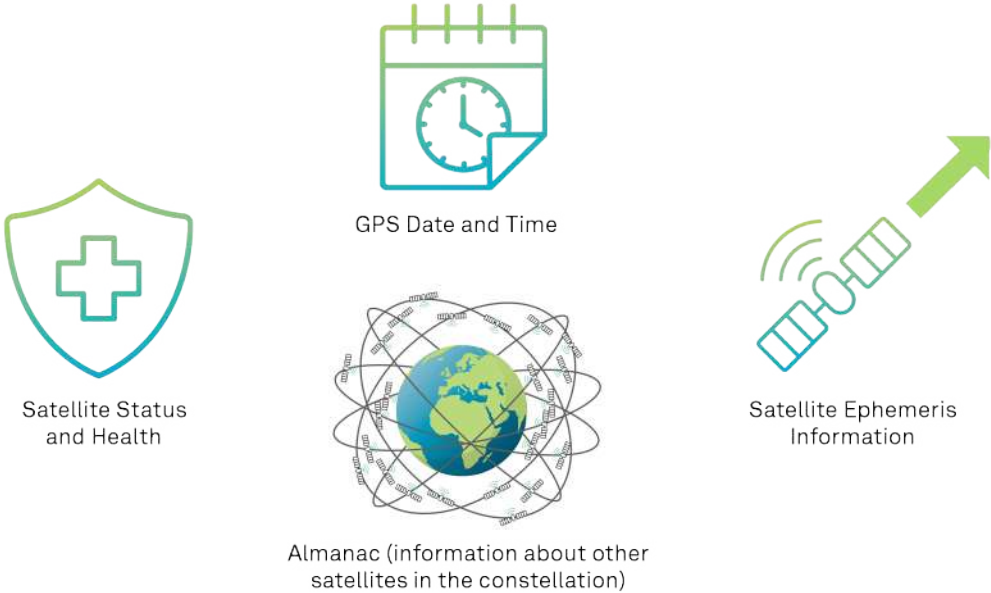 GPS Date and Time
Satellite Status
and Health
Satellite Ephemeris
Information
Almanac (information about other
satellites in the constellation)